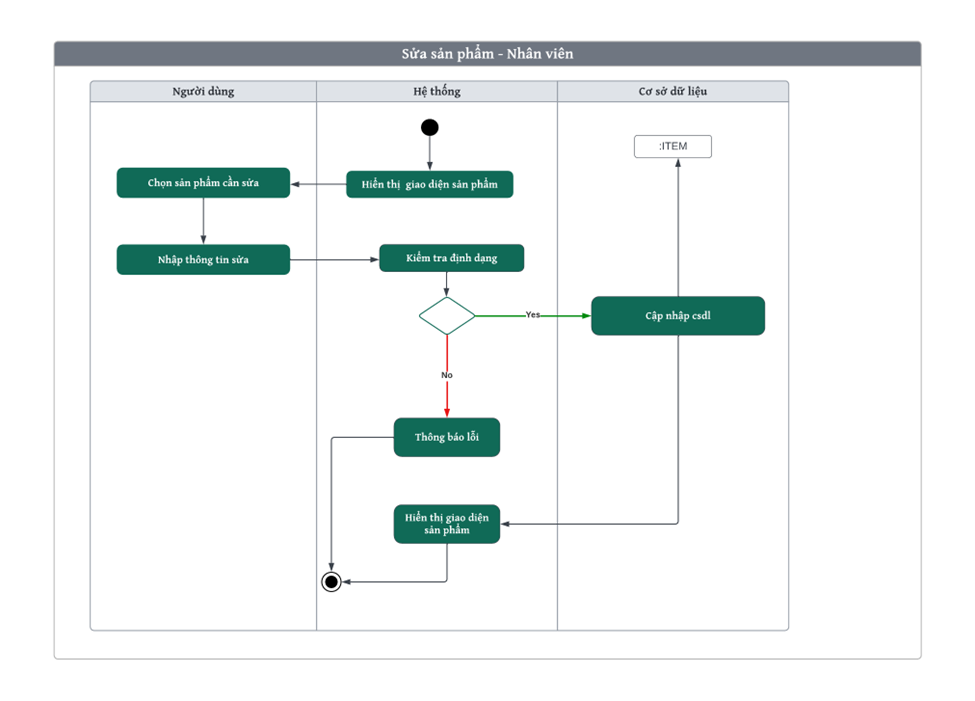 Sửa sản phẩm - Nhân viên
Người dùng
Hệ thống
Cơ sở dữ liệu
:ITEM
Chọn sản phẩm cần sửa
Hiển thị giao diện sản phẩm
Nhập thông tin sửa
Kiểm tra định dạng
Yes
Cập nhập csdl
No
Thông báo lỗi
Hiển thị giao diện
sản phẩm